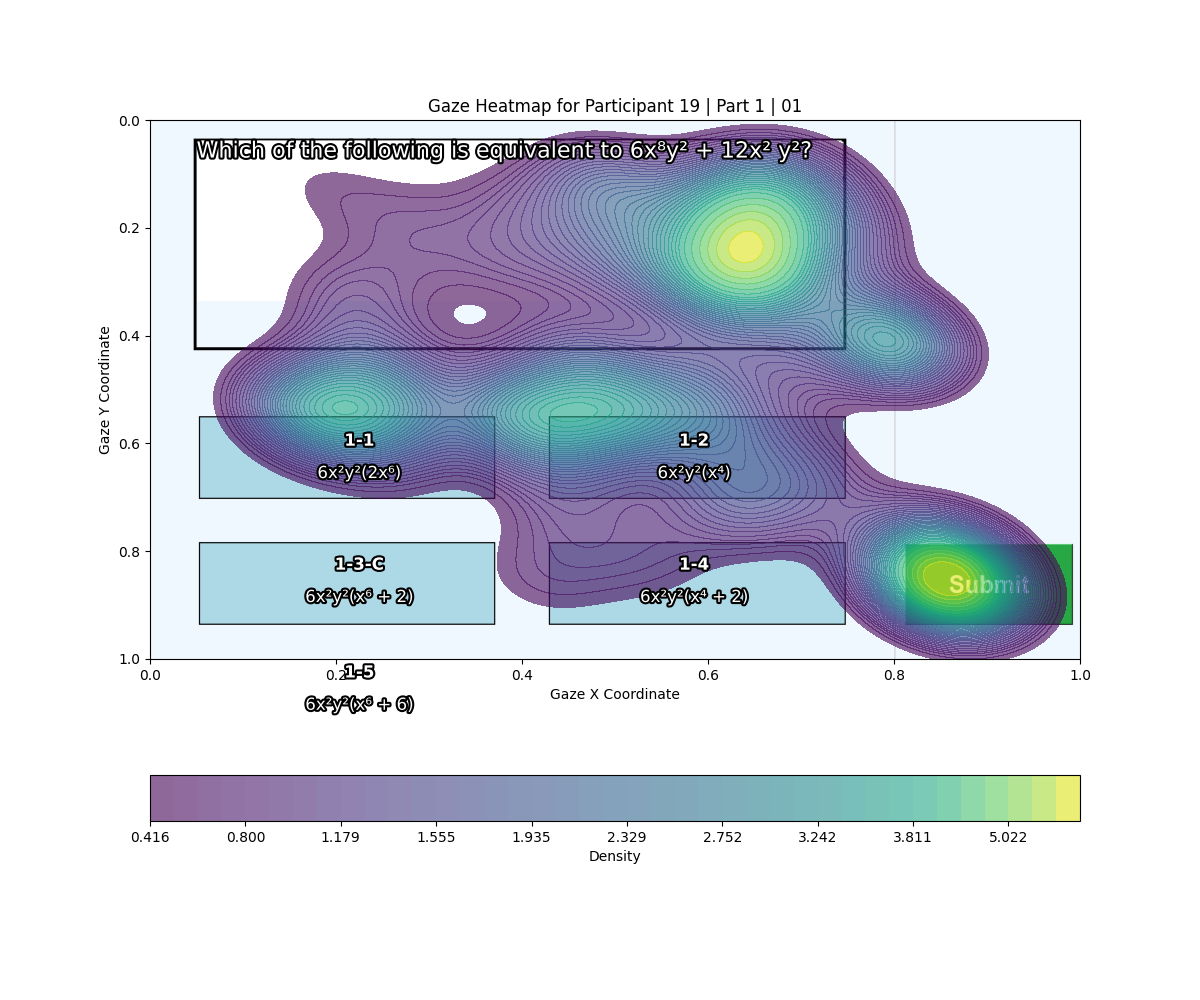 Gaze Heatmap for Participant 19 | Part 1 | 01
Which of the following is equivalent to 6x⁸y² + 12x² y²?
0.0
0.2
0.4
0.6
0.8
1.0
Gaze Y Coordinate
1-1
6x²y²(2x⁶)
1-2
6x²y²(x⁴)
1-3-C
6x²y²(x⁶ + 2)
1-4
6x²y²(x⁴ + 2)
Submit
0.0
0.2
0.4
0.6
0.8
1.0
1-5
6x²y²(x⁶ + 6)
Gaze X Coordinate
0.416
0.800
1.179
1.555
1.935
2.329
2.752
3.242
3.811
5.022
Density